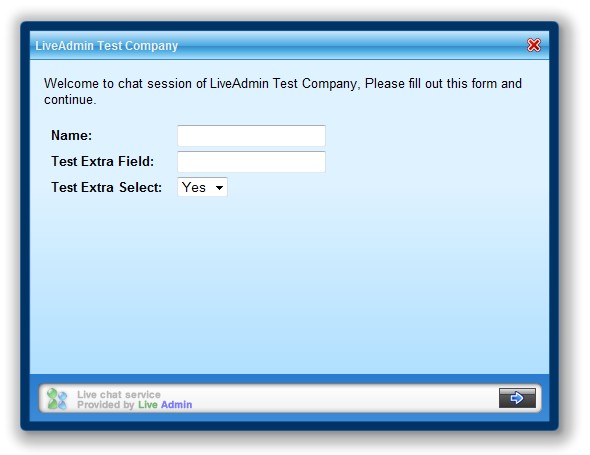 LiveAdmin Test Company
Welcome to chat session of LiveAdmin Test Company, Please fill out this form and
continue.
Name:
Test Extra Field:
Test Extra Select: Yes
Live chat service
Provided by Live Admin